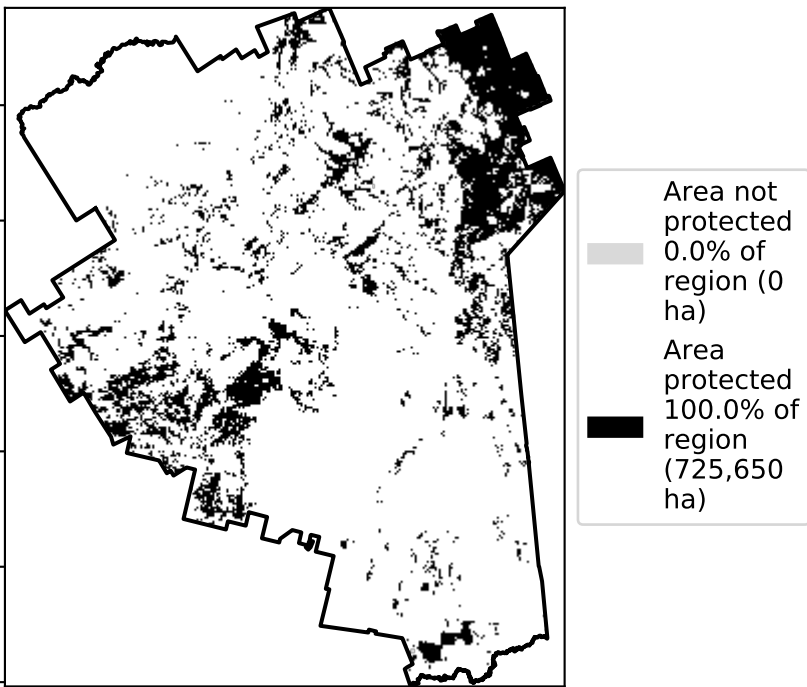 Area not
protected
0.0% of
region (0
ha)
Area
protected
100.0% of
region
(725,650
ha)